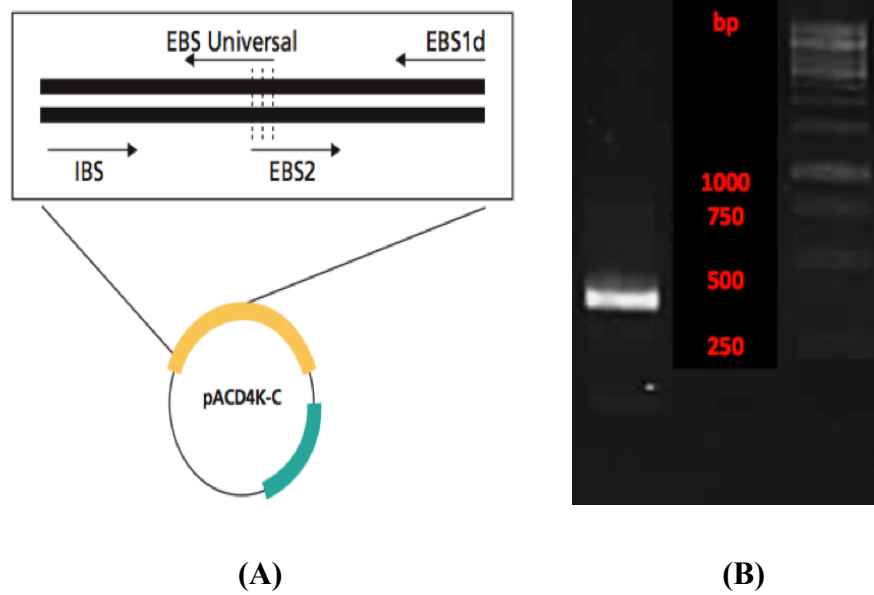 EBS Universal
EBS1d
IBS
EBS2
pACD4K-C
(A)
bp
1000
750
500
250
(B)